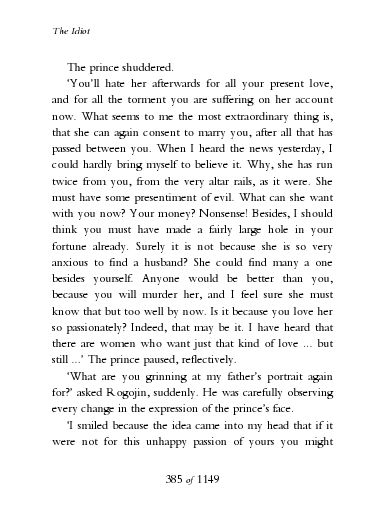 The Idiot
The prince shuddered.
‘You’ll hate her afterwards for all your present love,
and for all the torment you are suffering on her account
now. What seems to me the most extraordinary thing is,
that she can again consent to marry you, after all that has
passed between you. When I heard the news yesterday, I
could hardly bring myself to believe it. Why, she has run
twice from you, from the very altar rails, as it were. She
must have some presentiment of evil. What can she want
with you now? Your money? Nonsense! Besides, I should
think you must have made a fairly large hole in your
fortune already. Surely it is not because she is so very
anxious to find a husband? She could find many a one
besides yourself. Anyone would be better than you,
because you will murder her, and I feel sure she must
know that but too well by now. Is it because you love her
so passionately? Indeed, that may be it. I have heard that
there are women who want just that kind of love ... but
still ...’ The prince paused, reflectively.
‘What are you grinning at my father’s portrait again
for?’ asked Rogojin, suddenly. He was carefully observing
every change in the expression of the prince’s face.
‘I smiled because the idea came into my head that if it
were not for this unhappy passion of yours you might
385 of 1149